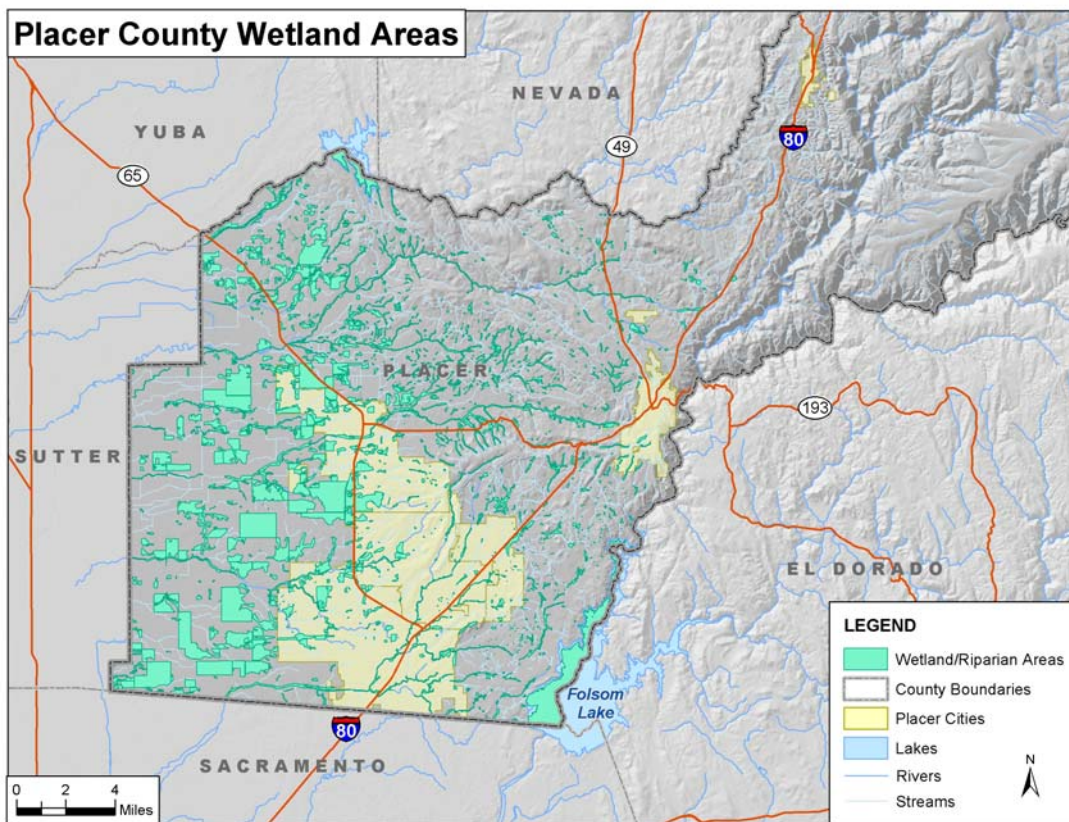 Placer County Wetland Areas
NEVADA
YUBA
49
80
65
PLACER
193
SUTTER
EL DORADO
LEGEND
Wetland/Riparian Areas
County Boundaries
Placer Cities
Lakes
Rivers
Streams
N
Folsom
Lake
80
SACRAMENTO
0 2 4
Miles